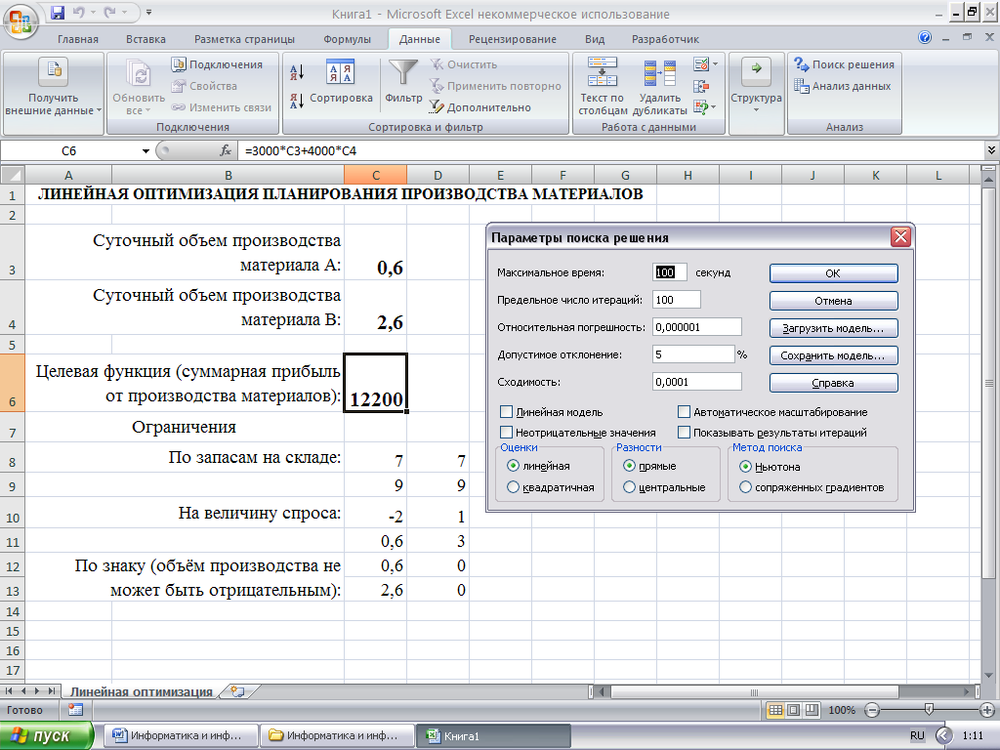 Книга1 - Microsoft Excel некоммерческое использование
Главная Вставка Разметка страницы Формулы Данные Рецензирование Вид Разработчик
Получить внешние данные
Обновить все
Подключения
Свойства
Изменить связи
Подключения
А Я
Я А
Сортировка
Фильтр
Очистить
Применить повторно
Дополнительно
Сортировка и фильтр
Текст по столбцам
Удалить дубликаты
Работа с данными
Структура
Поиск решения
Анализ данных
Анализ
C6 fx =3000*C3+4000*C4
A B C D E F G H I J K L
1 ЛИНЕЙНАЯ ОПТИМИЗАЦИЯ ПЛАНИРОВАНИЯ ПРОИЗВОДСТВА МАТЕРИАЛОВ
2
Суточный объем производства
3 материала А: 0,6
Суточный объем производства
4 материала В: 2,6
5
Целевая функция (суммарная прибыль
6 от производства материалов): 12200
7 Ограничения
8 По запасам на складе: 7 7
9 9 9
10 На величину спроса: -2 1
11 0,6 3
12 По знаку (объём производства не 0,6 0
13 может быть отрицательным): 2,6 0
14
15
16
17
Параметры поиска решения
Максимальное время: 100 секунд OK
Предельное число итераций: 100 Отмена
Относительная погрешность: 0,000001 Загрузить модель...
Допустимое отклонение: 5 % Сохранить модель...
Сходимость: 0,0001 Справка
Линейная модель Автоматическое масштабирование
Неотрицательные значения Показывать результаты итераций
Оценки Разности Метод поиска
линейная прямые Ньютона
квадратичная центральные сопряженных градиентов
Линейная оптимизация
Готово 100%
пуск Информатика и инф... Информатика и инф... Книга1 RU 1:11